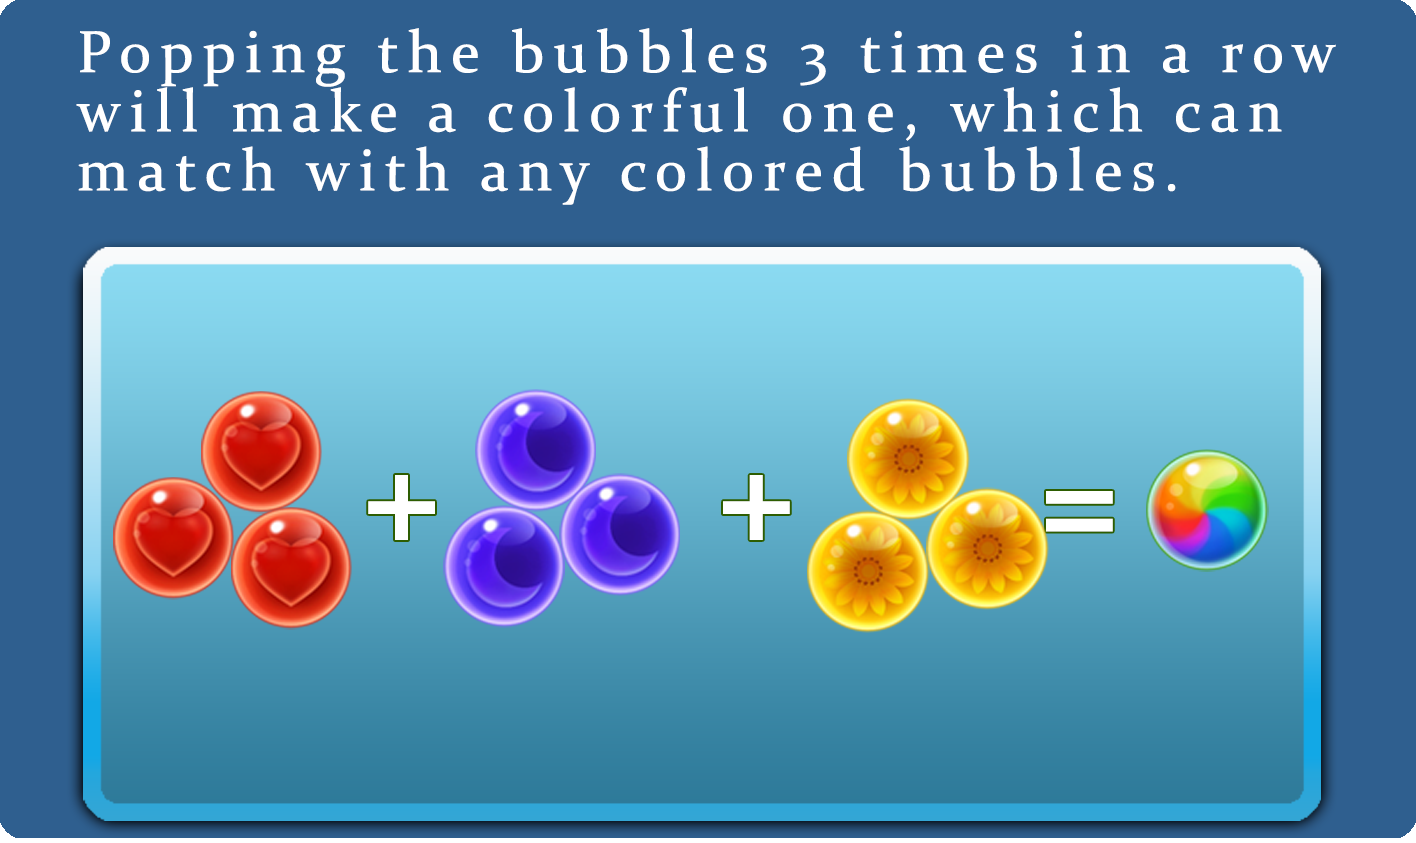 Popping the bubbles 3 times in a row
will make a colorful one, which can
match with any colored bubbles.